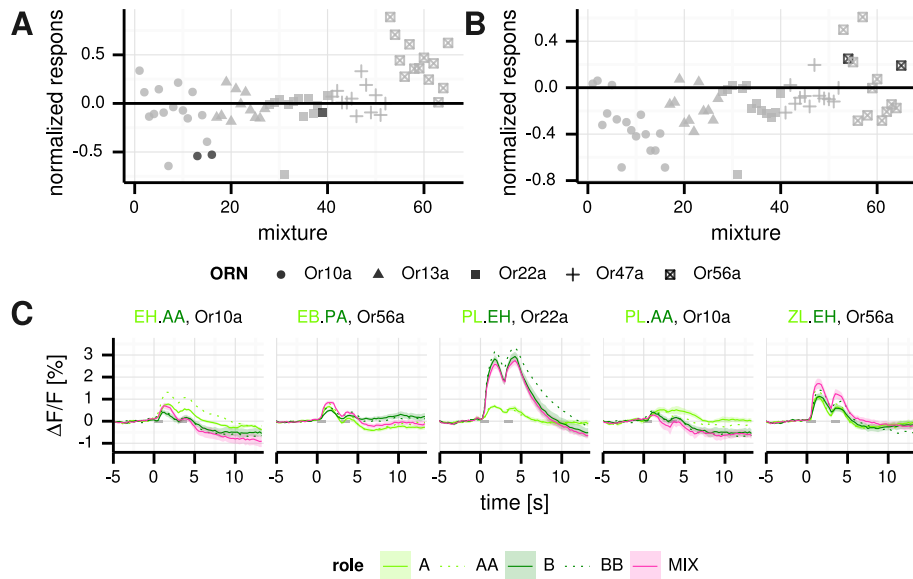 A
B
normalized respons
0.5
0.0
-0.5
0
20
40
60
mixture
normalized respons
0.4
0.0
-0.4
-0.8
0
20
40
60
mixture
ORN Or10a Or13a Or22a Or47a Or56a
C
EH.AA, Or10a EB.PA, Or56a PL.EH, Or22a PL.AA, Or10a ZL.EH, Or56a
ΔF/F [%]
3
2
1
0
-1
-5 0 5 10 -5 0 5 10 -5 0 5 10 -5 0 5 10 -5 0 5 10
time [s]
role A AA B BB MIX